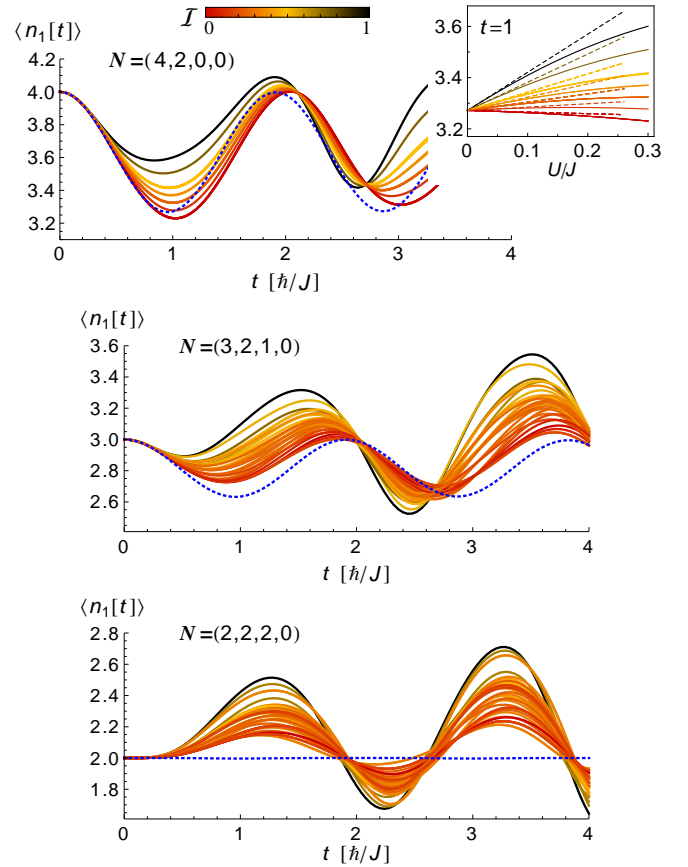 I 0 1
⟨n₁[t]⟩
N=(4,2,0,0)
4.2
4.0
3.8
3.6
3.4
3.2
0 1 2 3 4
t [ℏ/J]
t=1
3.6
3.4
3.2
0 0.1 0.2 0.3
U/J
⟨n₁[t]⟩
N=(3,2,1,0)
3.6
3.4
3.2
3.0
2.8
2.6
0 1 2 3 4
t [ℏ/J]
⟨n₁[t]⟩
N=(2,2,2,0)
2.8
2.6
2.4
2.2
2.0
1.8
0 1 2 3 4
t [ℏ/J]